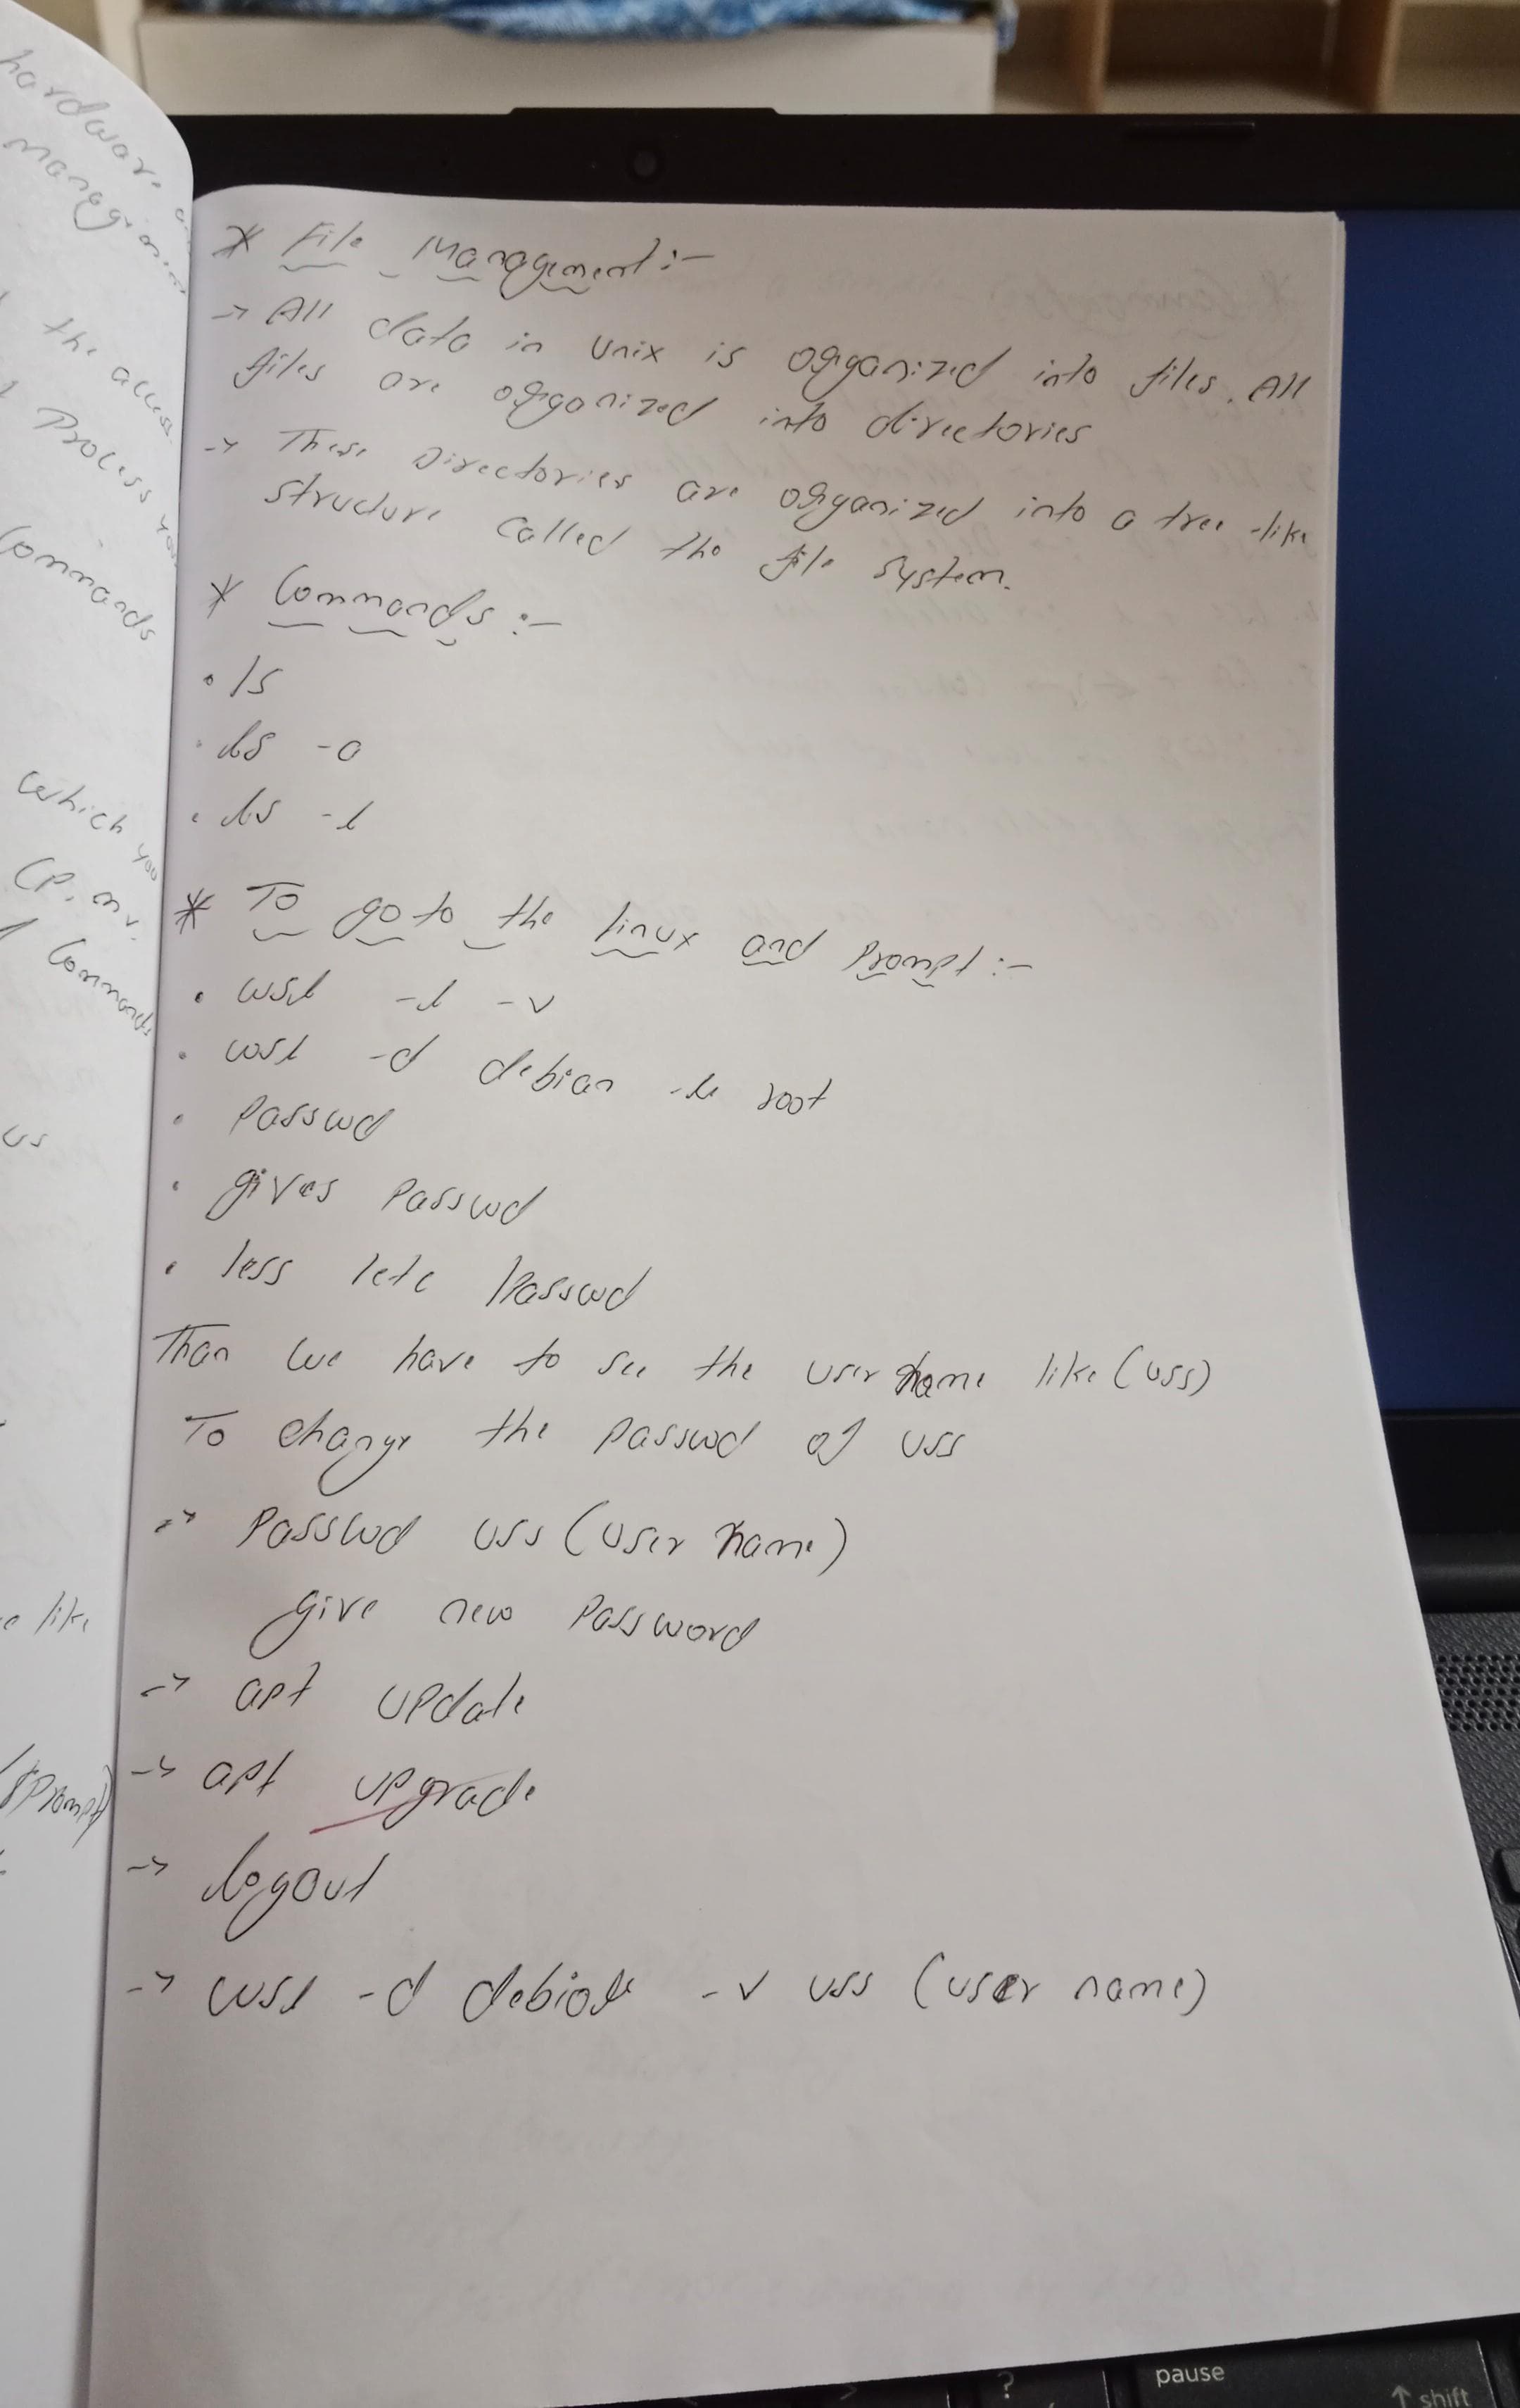 hardware
Managi
the access
Process you
Commands
which you
CP, mv.
Commands
us
like
Prompt)
* File Management :-
→ All data in unix is organized into files. All
files are organized into directories
→ These Directories are organized into a tree -like
structure called the file system.
* Commands :-
• ls
• ls -a
• ls -l
* To go to the linux and Prompt :-
• wsl -l -v
• wsl -d debian -u root
• Passwd
• gives Passwd
• less /etc /Passwd
Than we have to see the user name like (uss)
To change the Passwd of uss
→ Passwd uss (user name)
give new Password
→ apt update
→ apt upgrade
→ logout
→ wsl -d debian -v uss (user name)
pause
?
↑ shift